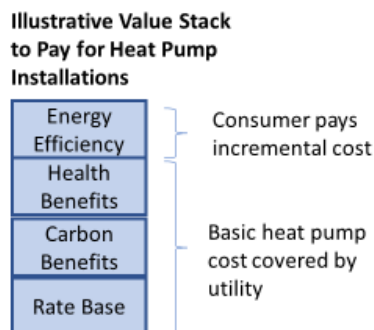 Illustrative Value Stack
to Pay for Heat Pump
Installations
Energy
Efficiency
Consumer pays
incremental cost
Health
Benefits
Carbon
Benefits
Basic heat pump
cost covered by
utility
Rate Base